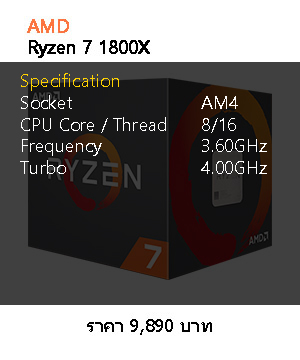 AMD
Ryzen 7 1800X
Specification
Socket AM4
CPU Core / Thread 8/16
Frequency 3.60GHz
Turbo 4.00GHz
AMD
RYZEN
7
AMD
ราคา 9,890 บาท